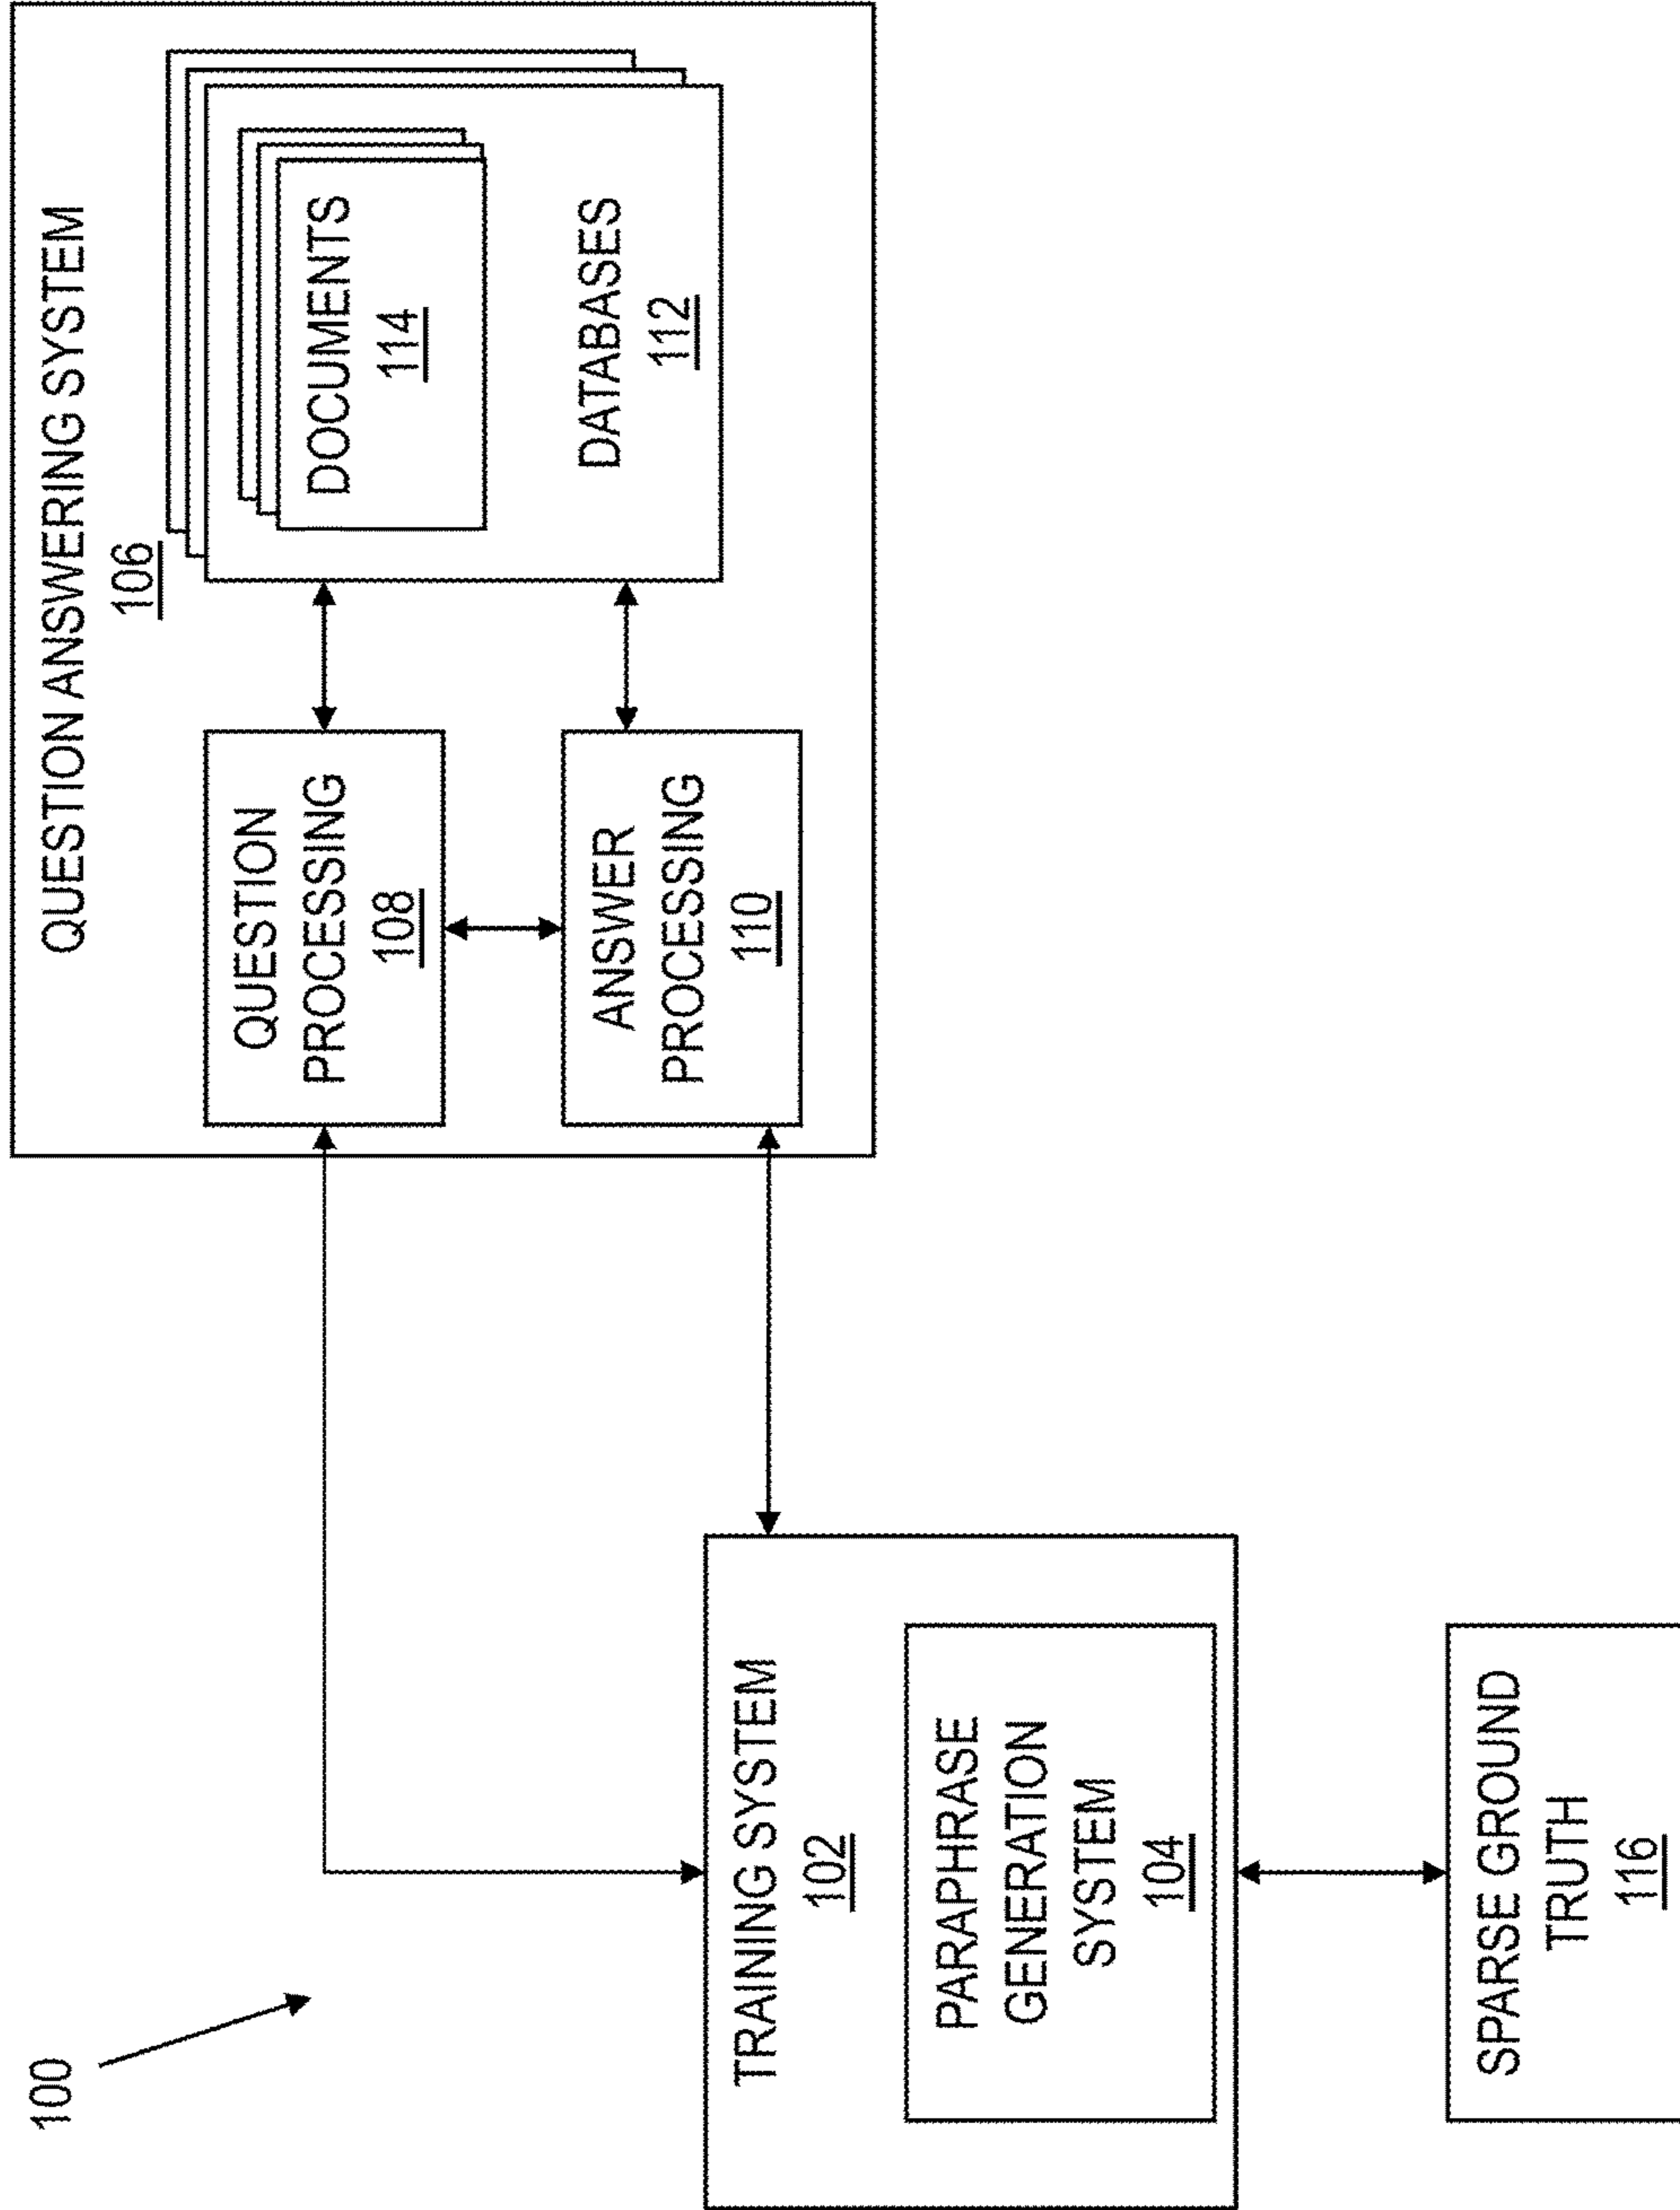 100
QUESTION ANSWERING SYSTEM
106
QUESTION
PROCESSING
108
DOCUMENTS
114
ANSWER
PROCESSING
110
DATABASES
112
TRAINING SYSTEM
102
PARAPHRASE
GENERATION
SYSTEM
104
SPARSE GROUND
TRUTH
116